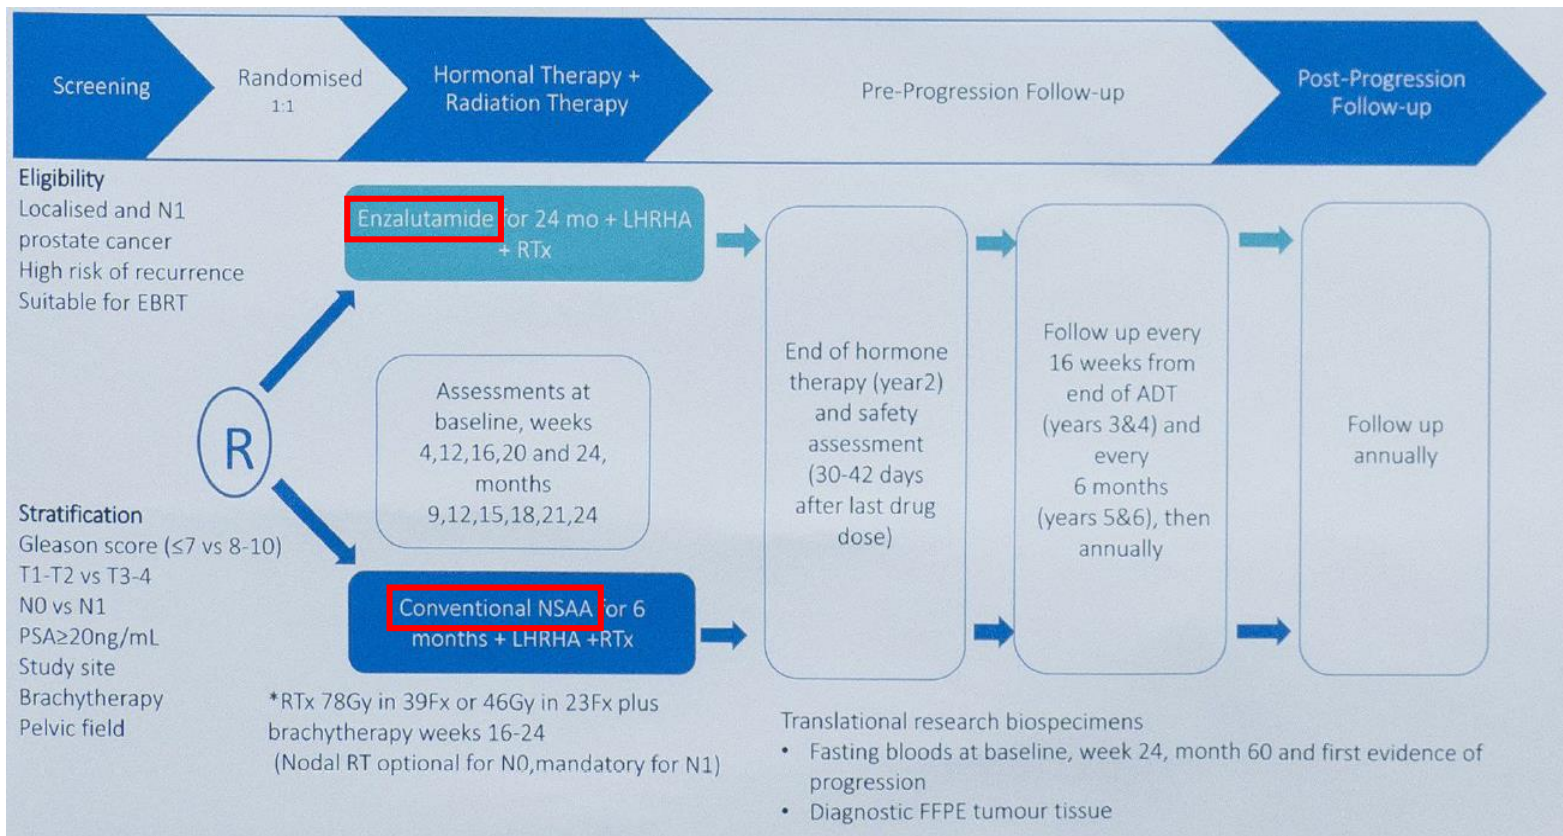 Screening
Randomised
1:1
Hormonal Therapy +
Radiation Therapy
Pre-Progression Follow-up
Post-Progression
Follow-up
Eligibility
Localised and N1
prostate cancer
High risk of recurrence
Suitable for EBRT
Enzalutamide for 24 mo + LHRHA
+ RTx
R
Assessments at
baseline, weeks
4,12,16,20 and 24,
months
9,12,15,18,21,24
Stratification
Gleason score (≤7 vs 8-10)
T1-T2 vs T3-4
N0 vs N1
PSA≥20ng/mL
Study site
Brachytherapy
Pelvic field
Conventional NSAA for 6
months + LHRHA +RTx
*RTx 78Gy in 39Fx or 46Gy in 23Fx plus
brachytherapy weeks 16-24
(Nodal RT optional for N0,mandatory for N1)
End of hormone
therapy (year2)
and safety
assessment
(30-42 days
after last drug
dose)
Follow up every
16 weeks from
end of ADT
(years 3&4) and
every
6 months
(years 5&6), then
annually
Follow up
annually
Translational research biospecimens
• Fasting bloods at baseline, week 24, month 60 and first evidence of
progression
• Diagnostic FFPE tumour tissue